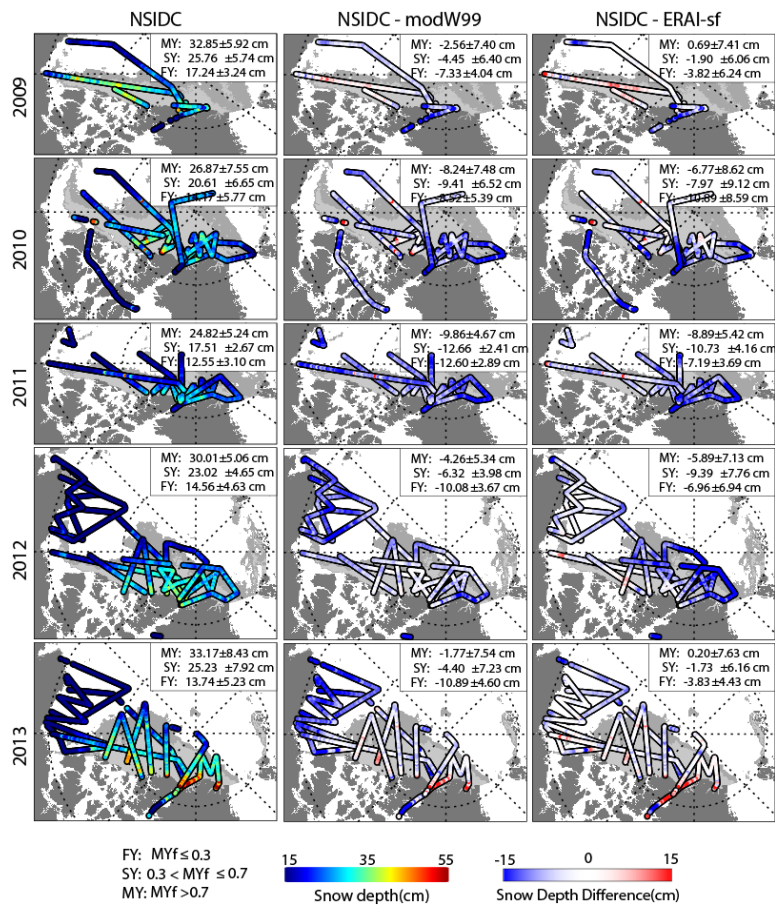 NSIDC
NSIDC - modW99
NSIDC - ERAI-sf
2009
MY: 32.85±5.92 cm
SY: 25.76 ±5.74 cm
FY: 17.24±3.24 cm
MY: -2.56±7.40 cm
SY: -4.45 ±6.40 cm
FY: -7.33±4.04 cm
MY: 0.69±7.41 cm
SY: -1.90 ±6.06 cm
FY: -3.82±6.24 cm
2010
MY: 26.87±7.55 cm
SY: 20.61 ±6.65 cm
FY: 14.17±5.77 cm
MY: -8.24±7.48 cm
SY: -9.41 ±6.52 cm
FY: -8.52±5.39 cm
MY: -6.77±8.62 cm
SY: -7.97 ±9.12 cm
FY: -10.89±8.59 cm
2011
MY: 24.82±5.24 cm
SY: 17.51 ±2.67 cm
FY: 12.55±3.10 cm
MY: -9.86±4.67 cm
SY: -12.66 ±2.41 cm
FY: -12.60±2.89 cm
MY: -8.89±5.42 cm
SY: -10.73 ±4.16 cm
FY: -7.19±3.69 cm
2012
MY: 30.01±5.06 cm
SY: 23.02 ±4.65 cm
FY: 14.56±4.63 cm
MY: -4.26±5.34 cm
SY: -6.32 ±3.98 cm
FY: -10.08±3.67 cm
MY: -5.89±7.13 cm
SY: -9.39 ±7.76 cm
FY: -6.96±6.94 cm
2013
MY: 33.17±8.43 cm
SY: 25.23 ±7.92 cm
FY: 13.74±5.23 cm
MY: -1.77±7.54 cm
SY: -4.40 ±7.23 cm
FY: -10.89±4.60 cm
MY: 0.20±7.63 cm
SY: -1.73 ±6.16 cm
FY: -3.83±4.43 cm
FY: MYf ≤ 0.3
SY: 0.3 < MYf ≤ 0.7
MY: MYf > 0.7
15 35 55
Snow depth(cm)
-15 0 15
Snow Depth Difference(cm)